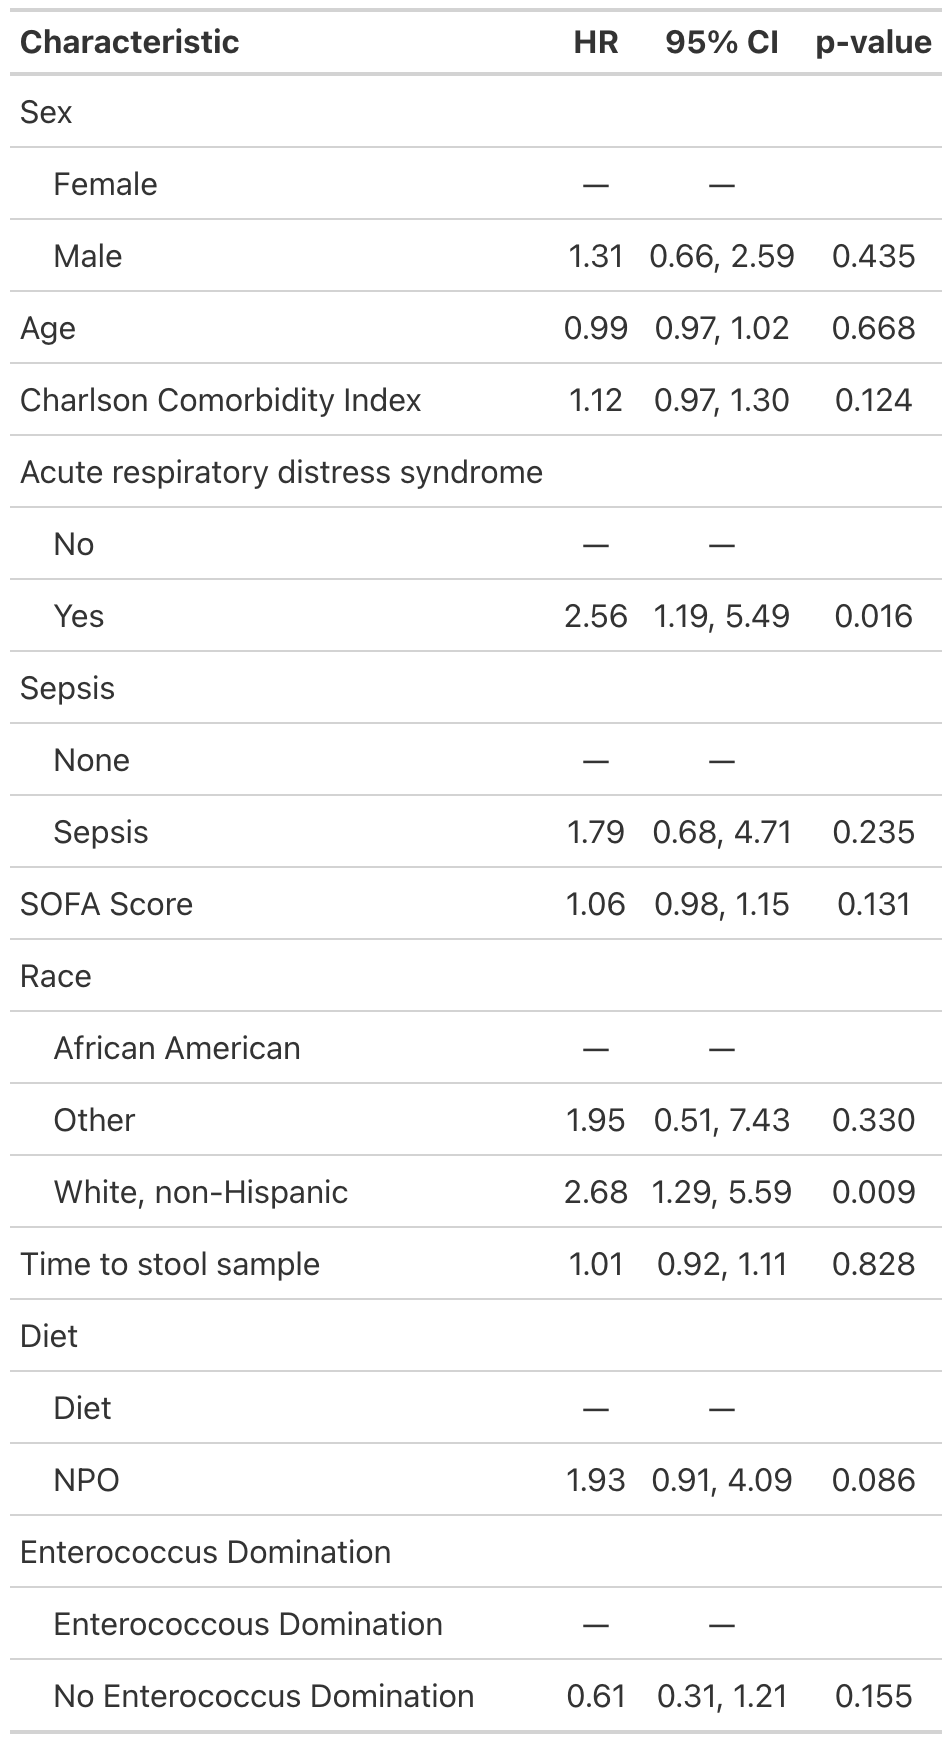 Characteristic HR 95% CI p-value
Sex
Female — —
Male 1.31 0.66, 2.59 0.435
Age 0.99 0.97, 1.02 0.668
Charlson Comorbidity Index 1.12 0.97, 1.30 0.124
Acute respiratory distress syndrome
No — —
Yes 2.56 1.19, 5.49 0.016
Sepsis
None — —
Sepsis 1.79 0.68, 4.71 0.235
SOFA Score 1.06 0.98, 1.15 0.131
Race
African American — —
Other 1.95 0.51, 7.43 0.330
White, non-Hispanic 2.68 1.29, 5.59 0.009
Time to stool sample 1.01 0.92, 1.11 0.828
Diet
Diet — —
NPO 1.93 0.91, 4.09 0.086
Enterococcus Domination
Enterococcous Domination — —
No Enterococcus Domination 0.61 0.31, 1.21 0.155